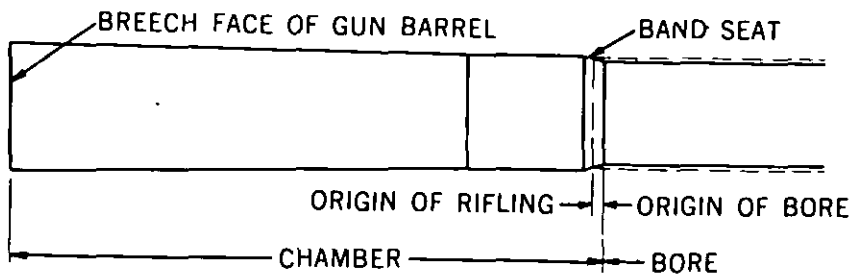 BREECH FACE OF GUN BARREL
BAND SEAT
ORIGIN OF RIFLING
ORIGIN OF BORE
CHAMBER
BORE